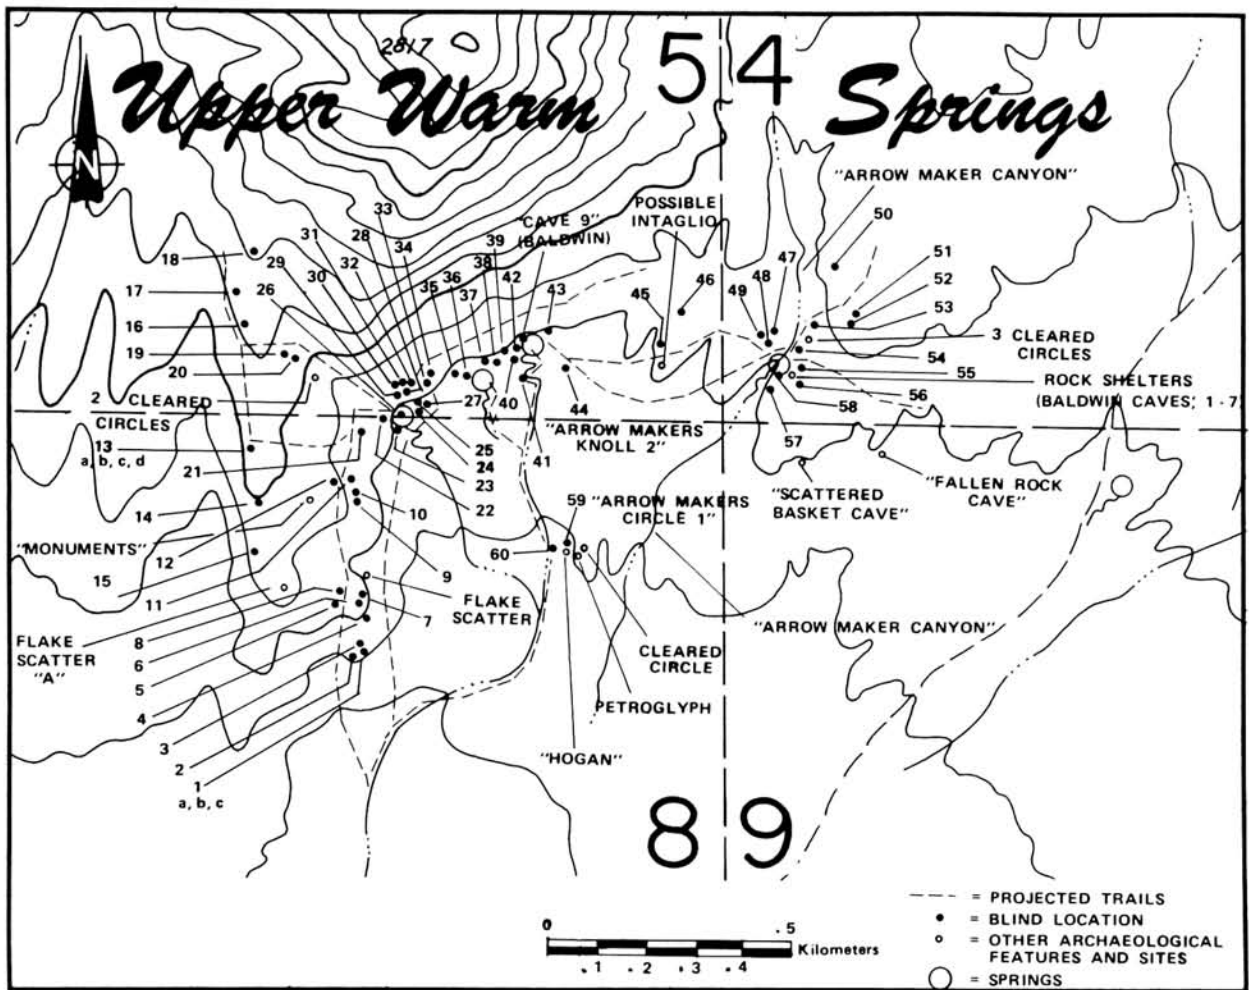 2817
Upper Warm Springs
5 4
N
"ARROW MAKER CANYON"
POSSIBLE
INTAGLIO
"CAVE 9"
(BALDWIN)
33
28
31
34
39
42
50
18
29
30
32
35
36
38
37
43
45
46
49
48
47
51
52
53
17
26
16
19
20
3 CLEARED
CIRCLES
54
55
ROCK SHELTERS
(BALDWIN CAVES, 1 - 7)
56
58
57
2 CLEARED
CIRCLES
27
40
44
41
13
a, b, c, d
21
25
24
23
22
"ARROW MAKERS
KNOLL 2"
"SCATTERED
BASKET CAVE"
"FALLEN ROCK
CAVE"
14
10
59
"ARROW MAKERS
CIRCLE 1"
"MONUMENTS"
12
60
15
9
11
FLAKE
SCATTER
7
FLAKE
SCATTER
"A"
8
6
5
4
3
2
1
a, b, c
"ARROW MAKER CANYON"
CLEARED
CIRCLE
PETROGLYPH
"HOGAN"
8 9
0 .5
Kilometers
.1 .2 .3 .4
= PROJECTED TRAILS
= BLIND LOCATION
= OTHER ARCHAEOLOGICAL
FEATURES AND SITES
= SPRINGS